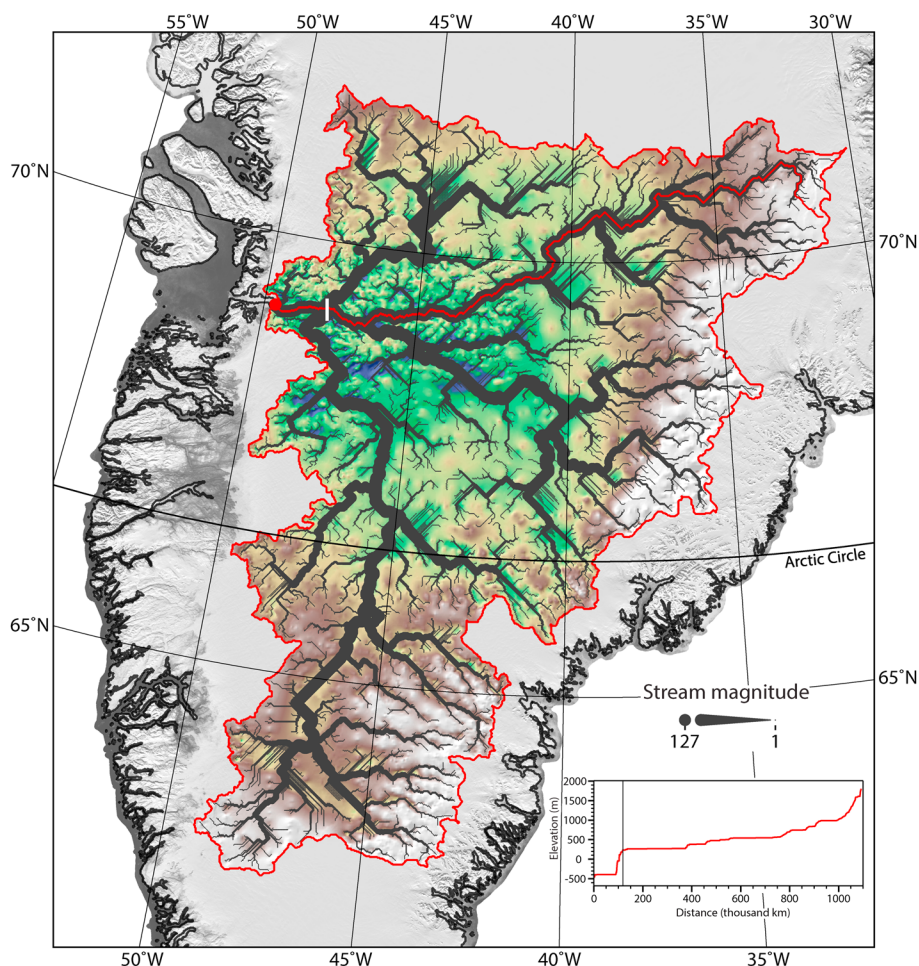 55°W 50°W 45°W 40°W 35°W 30°W
70°N
70°N
Arctic Circle
65°N
65°N
Stream magnitude
127 1
2000
1500
1000
500
0
-500
Elevation (m)
0 200 400 600 800 1000
Distance (thousand km)
50°W 45°W 40°W 35°W